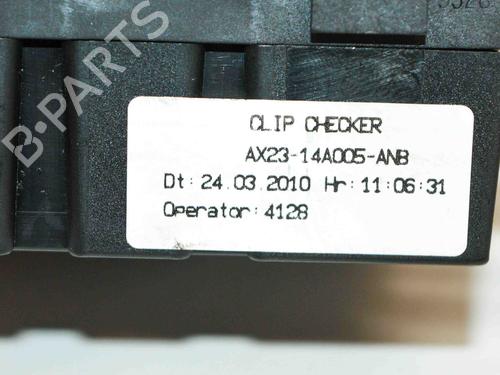 B-PARTS
CLIP CHECKER
AX23-14A005-ANB
Dt: 24.03.2010 Hr: 11:06:31
Operator: 4128